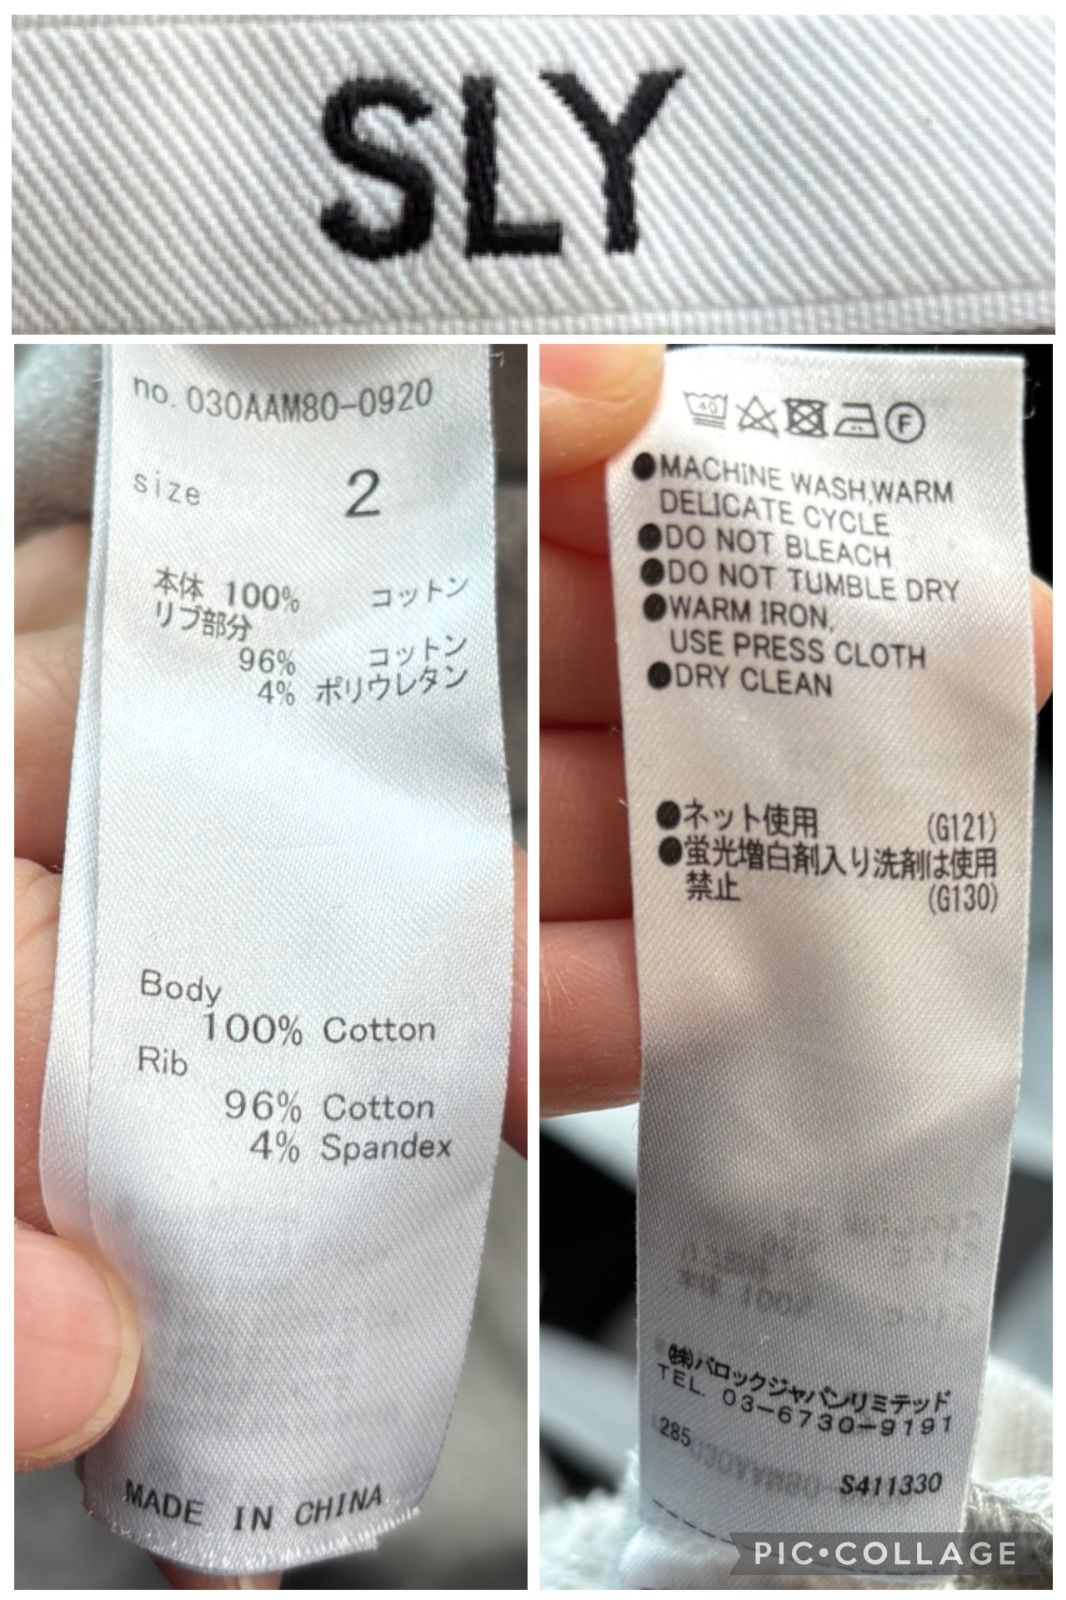 SLY
no. 030AAM80-0920
size 2
本体 100% コットン
リブ部分
96% コットン
4% ポリウレタン
Body
100% Cotton
Rib
96% Cotton
4% Spandex
MADE IN CHINA
40 F
●MACHINE WASH,WARM
DELICATE CYCLE
●DO NOT BLEACH
●DO NOT TUMBLE DRY
●WARM IRON,
USE PRESS CLOTH
●DRY CLEAN
●ネット使用 (G121)
●蛍光増白剤入り洗剤は使用
禁止 (G130)
㈱バロックジャパンリミテッド
TEL. 03-6730-9191
285 S411330
PIC•COLLAGE